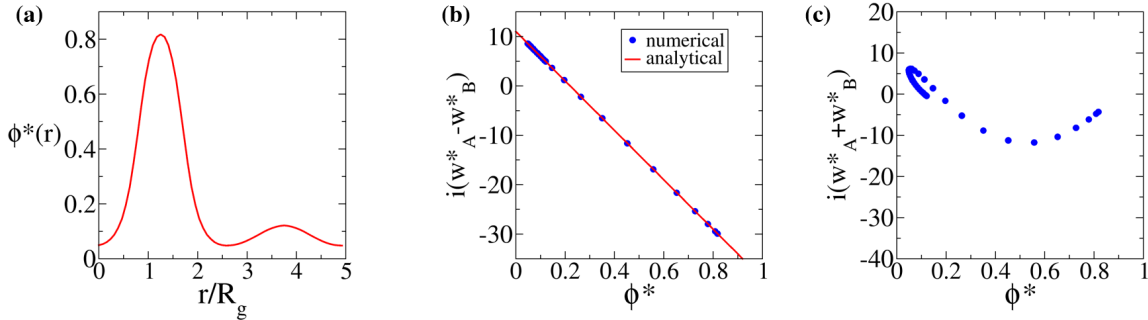 (a)
0.8
0.6
ϕ*(r)
0.4
0.2
0
0 1 2 3 4 5
r/R_g
(b)
0 0.2 0.4 0.6 0.8 1
10
0
-10
-20
-30
i(w*_A-w*_B)
numerical
analytical
ϕ*
(c)
20
10
0
-10
-20
-30
-40
i(w*_A+w*_B)
0 0.2 0.4 0.6 0.8 1
ϕ*